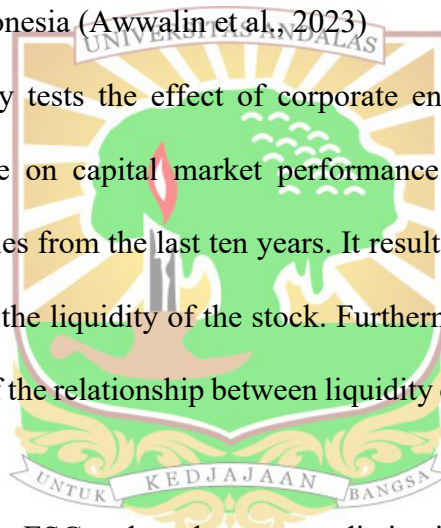 onesia (Awwalin et al., 2023)
UNIVERSITAS ANDALAS
y tests the effect of corporate en
e on capital market performance
es from the last ten years. It result
the liquidity of the stock. Furthern
f the relationship between liquidity
UNTUK KEDJAJAAN BANGSA